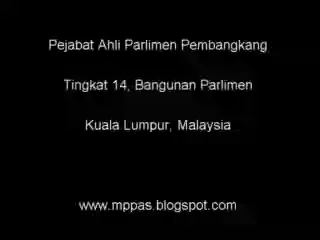 Pejabat Ahli Parlimen Pembangkang
Tingkat 14, Bangunan Parlimen
Kuala Lumpur, Malaysia
www.mppas.blogspot.com